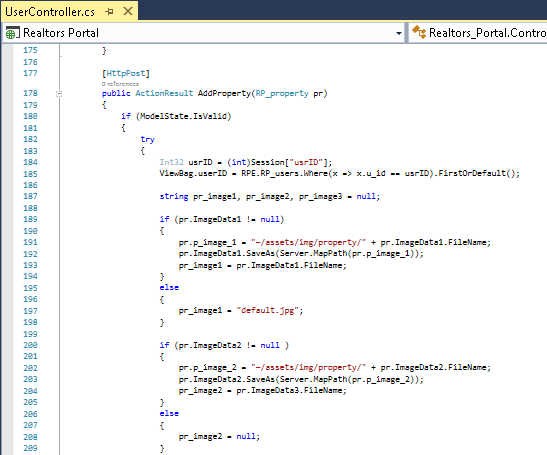 UserController.cs
Realtors Portal
Realtors_Portal.Contro
175 }
176
177 [HttpPost]
0 references
178 public ActionResult AddProperty(RP_property pr)
179 {
180 if (ModelState.IsValid)
181 {
182 try
183 {
184 Int32 usrID = (int)Session["usrID"];
185 ViewBag.userID = RPE.RP_users.Where(x => x.u_id == usrID).FirstOrDefault();
186
187 string pr_image1, pr_image2, pr_image3 = null;
188
189 if (pr.ImageData1 != null)
190 {
191 pr.p_image_1 = "~/assets/img/property/" + pr.ImageData1.FileName;
192 pr.ImageData1.SaveAs(Server.MapPath(pr.p_image_1));
193 pr_image1 = pr.ImageData1.FileName;
194 }
195 else
196 {
197 pr_image1 = "default.jpg";
198 }
199
200 if (pr.ImageData2 != null )
201 {
202 pr.p_image_2 = "~/assets/img/property/" + pr.ImageData2.FileName;
203 pr.ImageData2.SaveAs(Server.MapPath(pr.p_image_2));
204 pr_image2 = pr.ImageData3.FileName;
205 }
206 else
207 {
208 pr_image2 = null;
209 }